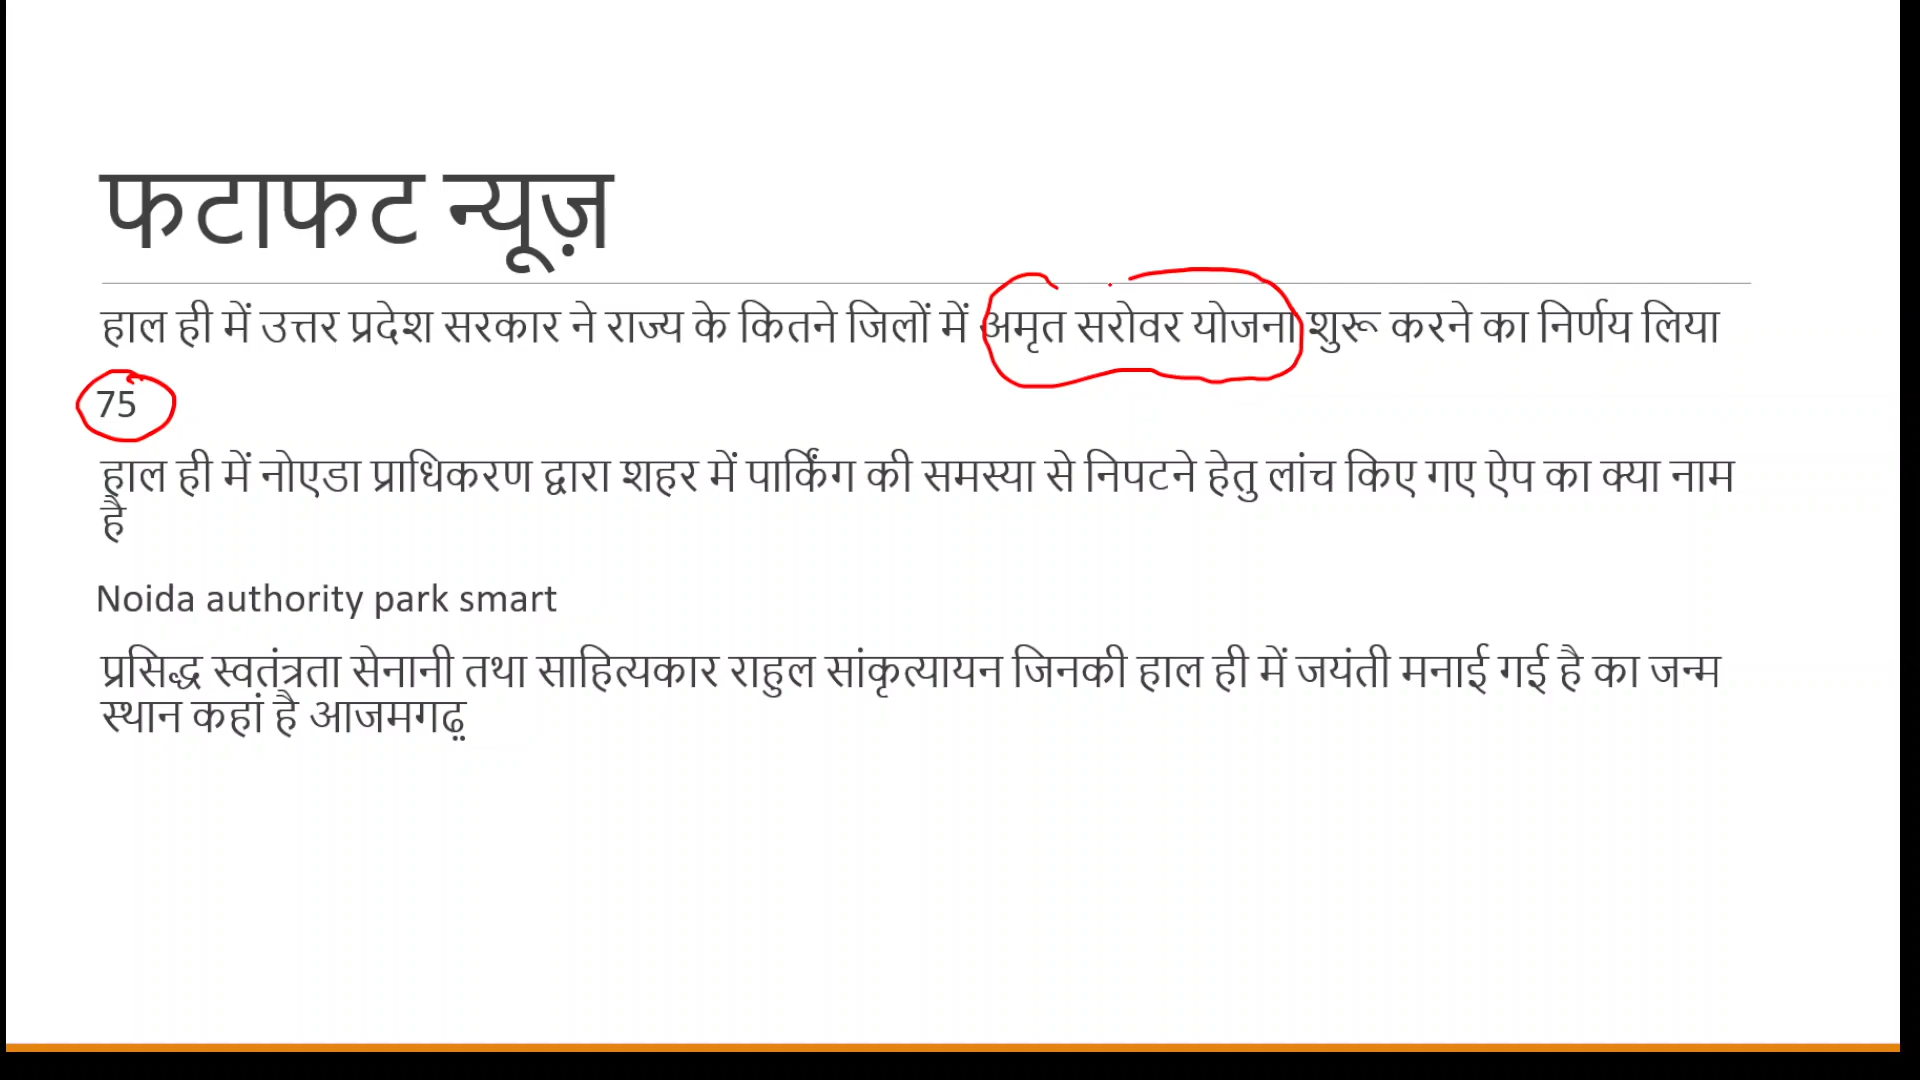 फटाफट न्यूज़
हाल ही में उत्तर प्रदेश सरकार ने राज्य के कितने जिलों में अमृत सरोवर योजना शुरू करने का निर्णय लिया
75
हाल ही में नोएडा प्राधिकरण द्वारा शहर में पार्किंग की समस्या से निपटने हेतु लांच किए गए ऐप का क्या नाम
है
Noida authority park smart
प्रसिद्ध स्वतंत्रता सेनानी तथा साहित्यकार राहुल सांकृत्यायन जिनकी हाल ही में जयंती मनाई गई है का जन्म
स्थान कहां है आजमगढ़़